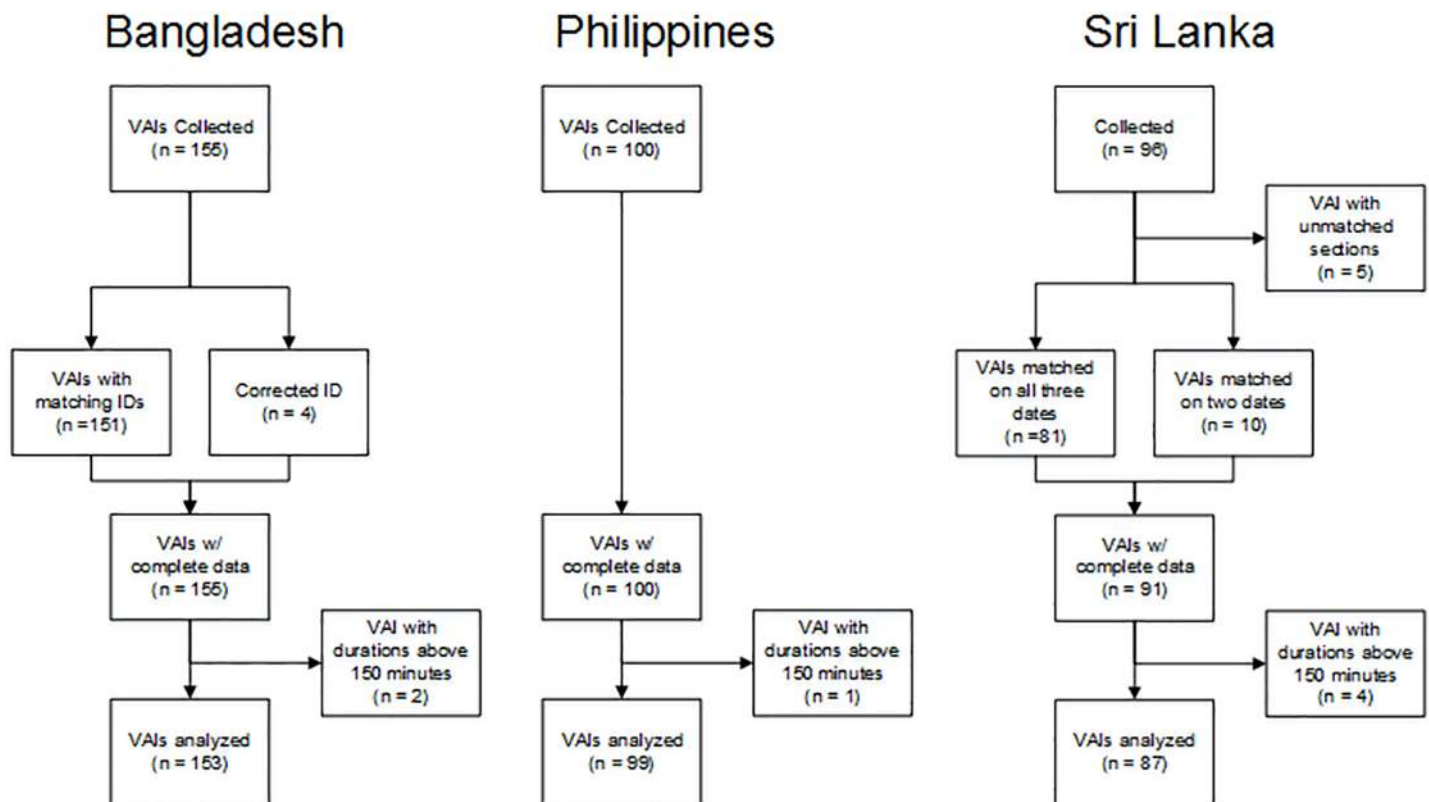 Bangladesh
VAIs Collected
(n = 155)
VAIs with
matching IDs
(n =151)
Corrected ID
(n = 4)
VAIs w/
complete data
(n = 155)
VAI with
durations above
150 minutes
(n = 2)
VAIs analyzed
(n = 153)
Philippines
VAIs Collected
(n = 100)
VAIs w/
complete data
(n = 100)
VAI with
durations above
150 minutes
(n = 1)
VAIs analyzed
(n = 99)
Sri Lanka
Collected
(n = 96)
VAI with
unmatched
sections
(n = 5)
VAIs matched
on all three
dates
(n =81)
VAIs matched
on two dates
(n = 10)
VAIs w/
complete data
(n = 91)
VAI with
durations above
150 minutes
(n = 4)
VAIs analyzed
(n = 87)